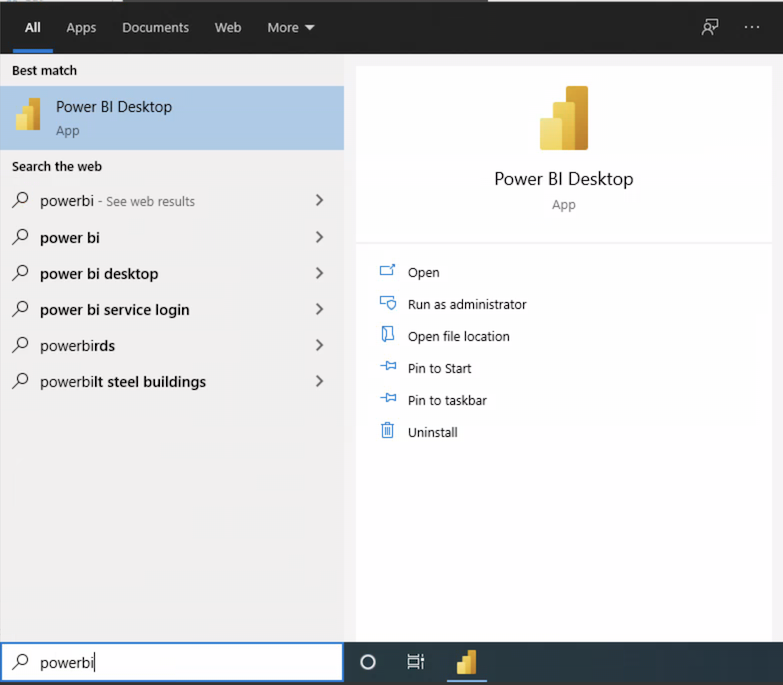 All Apps Documents Web More
Best match
Power BI Desktop
App
Search the web
powerbi - See web results
power bi
power bi desktop
power bi service login
powerbirds
powerbilt steel buildings
Power BI Desktop
App
Open
Run as administrator
Open file location
Pin to Start
Pin to taskbar
Uninstall
powerbi